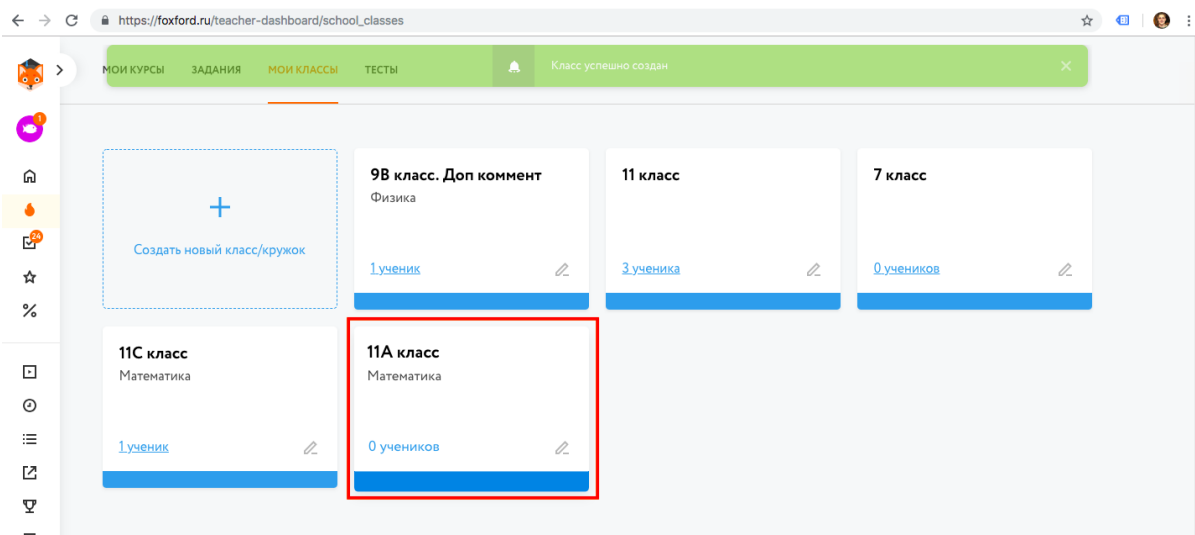 https://foxford.ru/teacher-dashboard/school_classes
МОИ КУРСЫ ЗАДАНИЯ МОИ КЛАССЫ ТЕСТЫ
Класс успешно создан
1
24
Создать новый класс/кружок
9В класс. Доп коммент
Физика
1 ученик
11 класс
3 ученика
7 класс
0 учеников
11С класс
Математика
1 ученик
11А класс
Математика
0 учеников